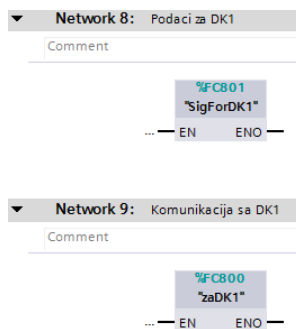 Network 8: Podaci za DK1
Comment
%FC801
"SigForDK1"
... EN ENO
Network 9: Komunikacija sa DK1
Comment
%FC800
"zaDK1"
... EN ENO